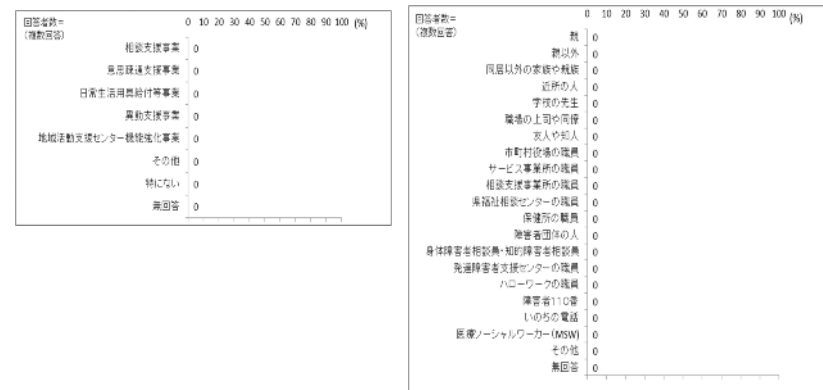 回答者数=
(複数回答)
0 10 20 30 40 50 60 70 80 90 100 (%)
相談支援事業 0
意思疎通支援事業 0
日常生活用具給付等事業 0
異動支援事業 0
地域活動支援センター機能強化事業 0
その他 0
特にない 0
無回答 0
回答者数=
(複数回答)
0 10 20 30 40 50 60 70 80 90 100 (%)
親 0
親以外 0
同居以外の家族や親族 0
近所の人 0
学校の先生 0
職場の上司や同僚 0
友人や知人 0
市町村役場の職員 0
サービス事業所の職員 0
相談支援事業所の職員 0
県福祉相談センターの職員 0
保健所の職員 0
障害者団体の人 0
身体障害者相談員・知的障害者相談員 0
発達障害者支援センターの職員 0
ハローワークの職員 0
障害者110番 0
いのちの電話 0
医療ソーシャルワーカー(MSW) 0
その他 0
無回答 0